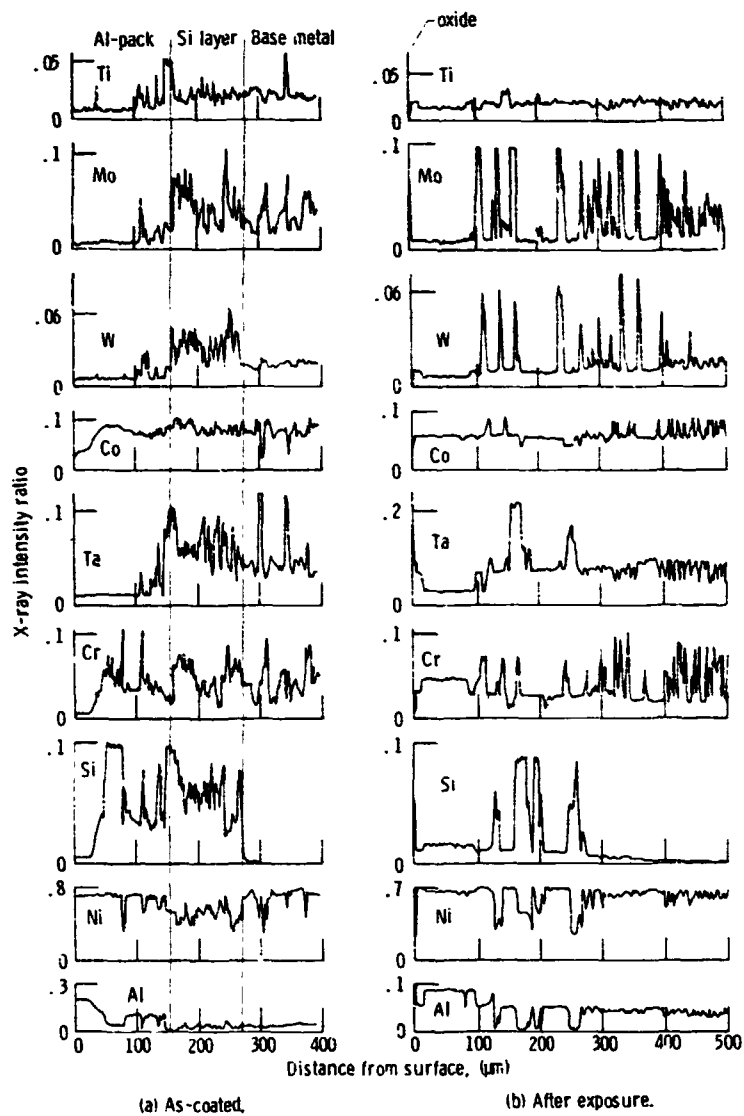 oxide
Al-pack Si layer Base metal
.05
Ti
0
.05
Ti
0
.1
Mo
0
.1
Mo
0
.06
W
0
.06
W
0
.1
Co
0
.1
Co
0
.1
Ta
0
.2
Ta
0
.1
Cr
0
.1
Cr
0
.1
Si
0
.1
Si
0
.8
Ni
0
.7
Ni
0
.3
Al
0
.1
Al
0
0 100 200 300 400
0 100 200 300 400 500
X-ray intensity ratio
Distance from surface, (μm)
(a) As-coated.
(b) After exposure.